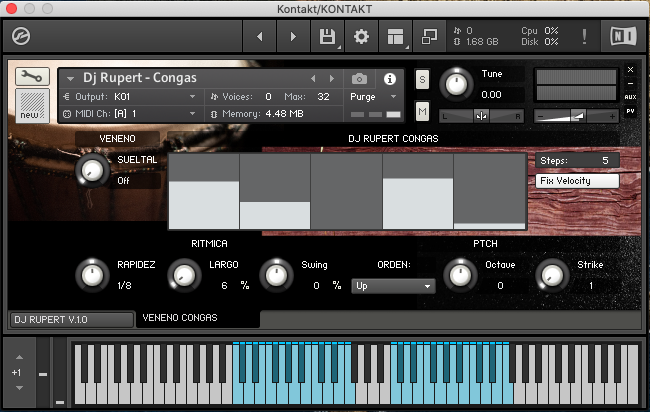 Kontakt/KONTAKT
0 Cpu 0%
1.68 GB Disk 0% !
Dj Rupert - Congas
S Tune
Output: K01 Voices: 0 Max: 32 Purge
0.00
AUX
MIDI Ch: [A] 1 Memory: 4.48 MB
new
M L R - +
PV
VENENO DJ RUPERT CONGAS
SUELTAL Steps: 5
Off Fix Velocity
RITMICA PTCH
RAPIDEZ LARGO Swing ORDEN: Octave Strike
1/8 6 % 0 % Up 0 1
DJ RUPERT V.1.0 VENENO CONGAS
+1